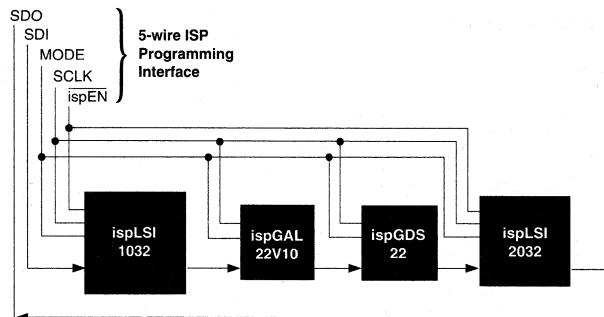 SDO
SDI
MODE
SCLK
ispEN
5-wire ISP
Programming
Interface
ispLSI
1032
ispGAL
22V10
ispGDS
22
ispLSI
2032